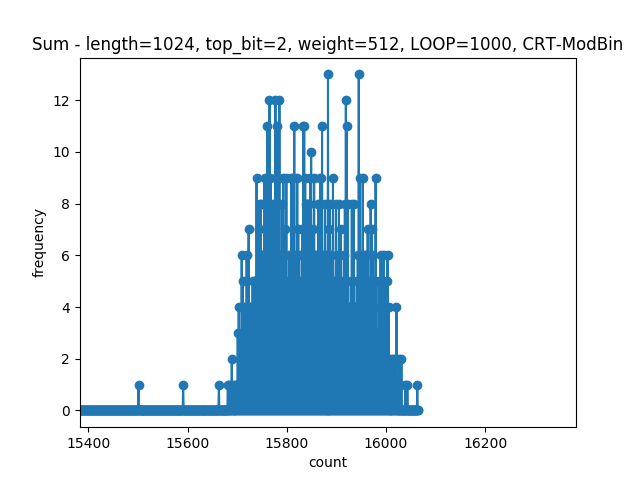 Sum - length=1024, top_bit=2, weight=512, LOOP=1000, CRT-ModBin
12
10
8
6
4
2
0
frequency
15400 15600 15800 16000 16200
count